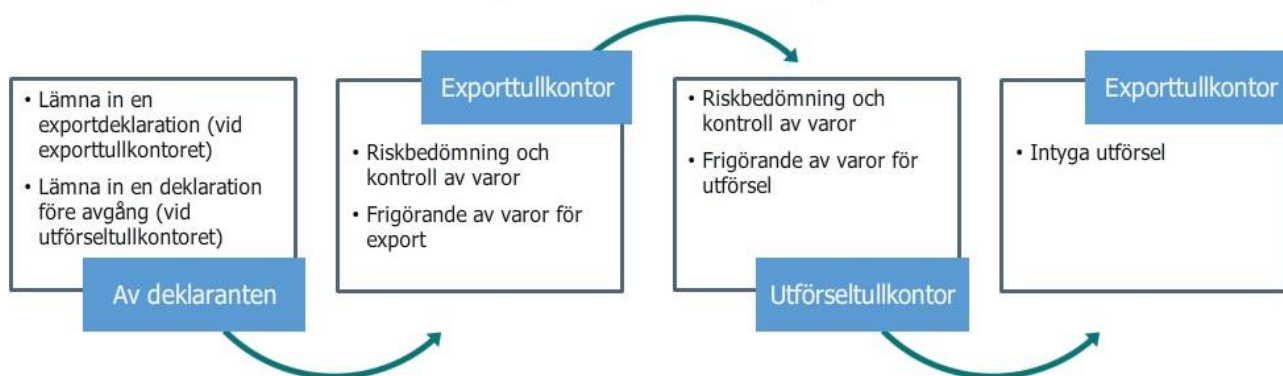 • Lämna in en
exportdeklaration (vid
exporttullkontoret)
• Lämna in en deklaration
före avgång (vid
utförseltullkontoret)
Av deklaranten
Exporttullkontor
• Riskbedömning och
kontroll av varor
• Frigörande av varor för
export
• Riskbedömning och
kontroll av varor
• Frigörande av varor för
utförsel
Utförseltullkontor
Exporttullkontor
• Intyga utförsel